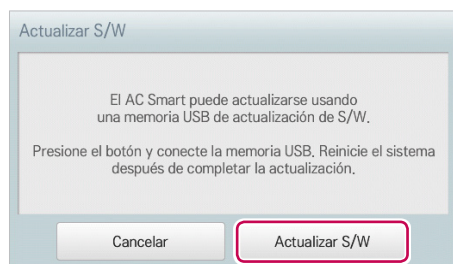 Actualizar S/W
El AC Smart puede actualizarse usando
una memoria USB de actualización de S/W.
Presione el botón y conecte la memoria USB. Reinicie el sistema
después de completar la actualización.
Cancelar
Actualizar S/W